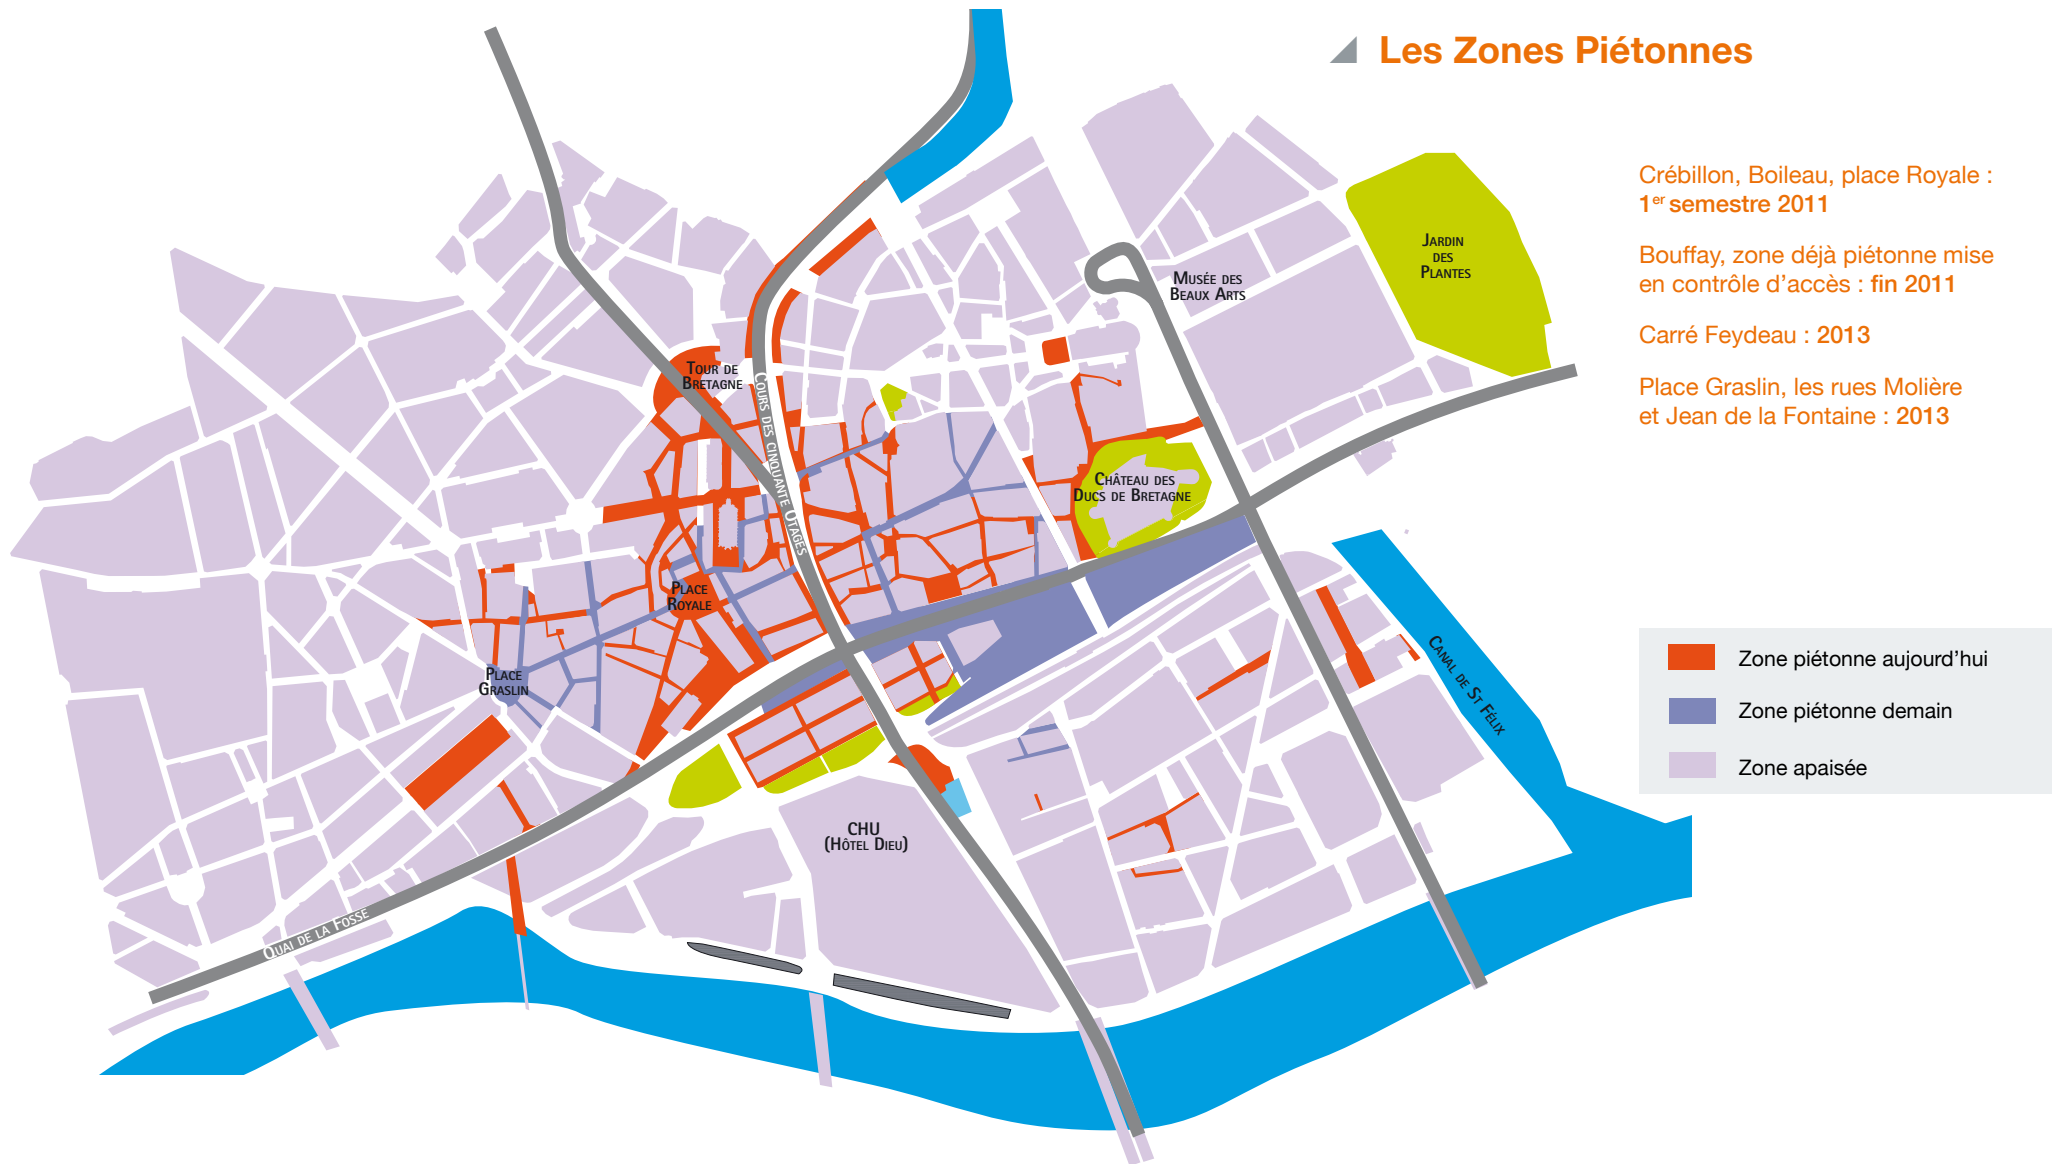 Les Zones Piétonnes
Crébillon, Boileau, place Royale :
1er semestre 2011
Bouffay, zone déjà piétonne mise
en contrôle d'accès : fin 2011
Carré Feydeau : 2013
Place Graslin, les rues Molière
et Jean de la Fontaine : 2013
Jardin
des
Plantes
Musée des
Beaux Arts
Tour de
Bretagne
Cours des cinquante Otages
Château des
Ducs de Bretagne
Place
Royale
Place
Graslin
Canal de St Félix
CHU
(Hôtel Dieu)
Quai de la Fosse
Zone piétonne aujourd'hui
Zone piétonne demain
Zone apaisée